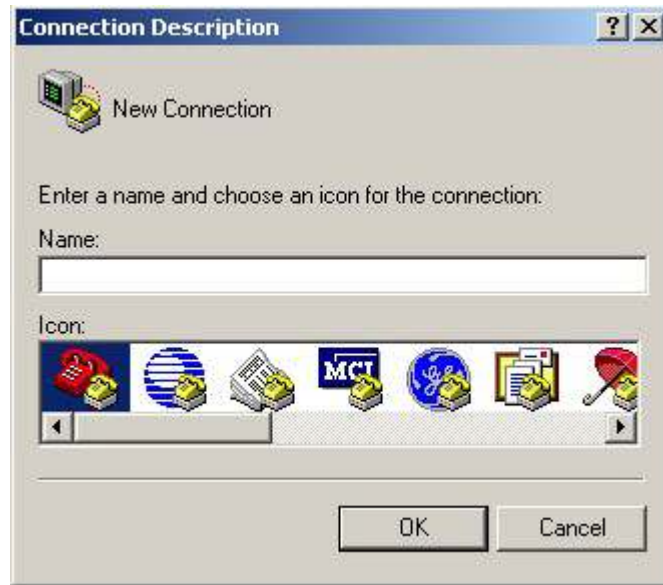 Connection Description
New Connection
Enter a name and choose an icon for the connection:
Name:
Icon:
MCI
OK Cancel